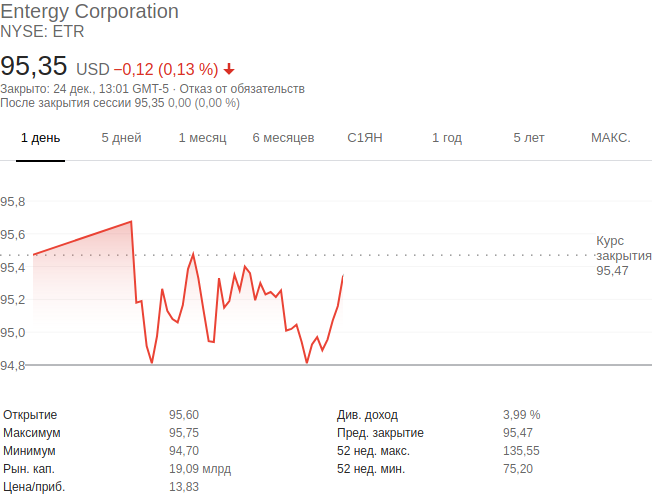 Entergy Corporation
NYSE: ETR
95,35 USD −0,12 (0,13 %)
Закрыто: 24 дек., 13:01 GMT-5 · Отказ от обязательств
После закрытия сессии 95,35 0,00 (0,00 %)
1 день 5 дней 1 месяц 6 месяцев С1ЯН 1 год 5 лет МАКС.
95,8
95,6
95,4
95,2
95,0
94,8
Курс
закрытия
95,47
Открытие 95,60 Див. доход 3,99 %
Максимум 95,75 Пред. закрытие 95,47
Минимум 94,70 52 нед. макс. 135,55
Рын. кап. 19,09 млрд 52 нед. мин. 75,20
Цена/приб. 13,83